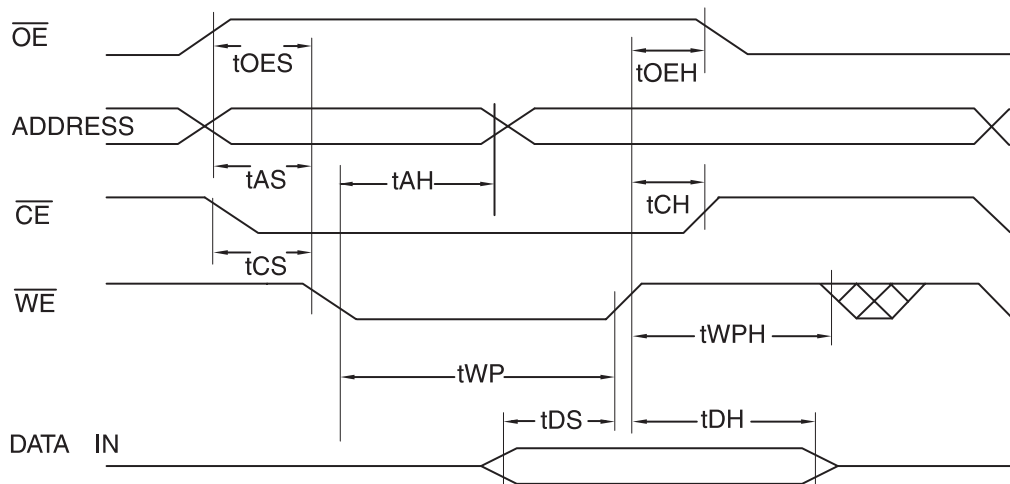 OE
tOES
tOEH
ADDRESS
tAS
tAH
tCH
CE
tCS
WE
tWPH
tWP
tDS
tDH
DATA IN